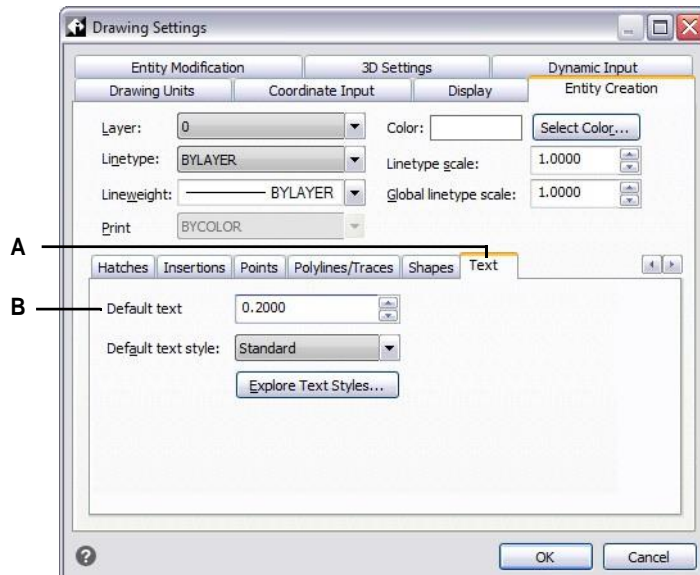 Drawing Settings
Entity Modification 3D Settings Dynamic Input
Drawing Units Coordinate Input Display Entity Creation
Layer: 0 Color: Select Color...
Linetype: BYLAYER Linetype scale: 1.0000
Lineweight: BYLAYER Global linetype scale: 1.0000
Print BYCOLOR
A
Hatches Insertions Points Polylines/Traces Shapes Text
B Default text 0.2000
Default text style: Standard
Explore Text Styles...
? OK Cancel